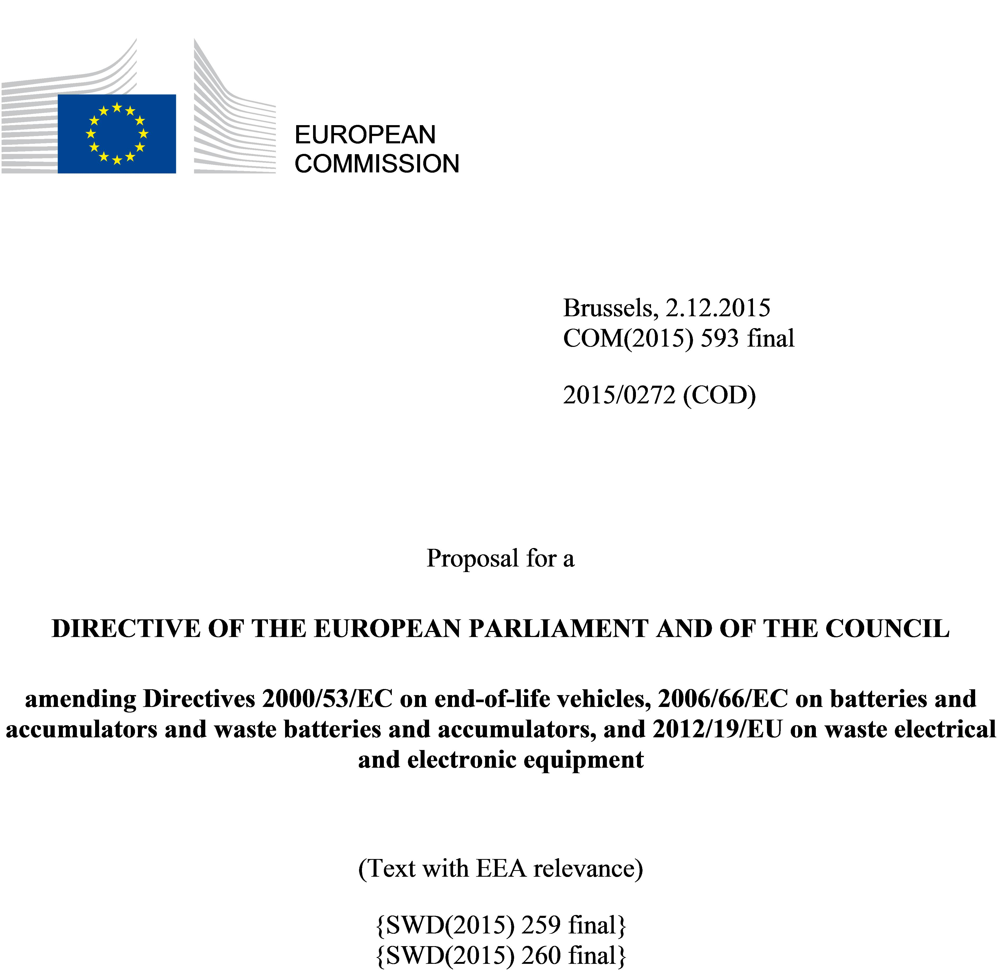 EUROPEAN
COMMISSION
Brussels, 2.12.2015
COM(2015) 593 final
2015/0272 (COD)
Proposal for a
DIRECTIVE OF THE EUROPEAN PARLIAMENT AND OF THE COUNCIL
amending Directives 2000/53/EC on end-of-life vehicles, 2006/66/EC on batteries and
accumulators and waste batteries and accumulators, and 2012/19/EU on waste electrical
and electronic equipment
(Text with EEA relevance)
{SWD(2015) 259 final}
{SWD(2015) 260 final}